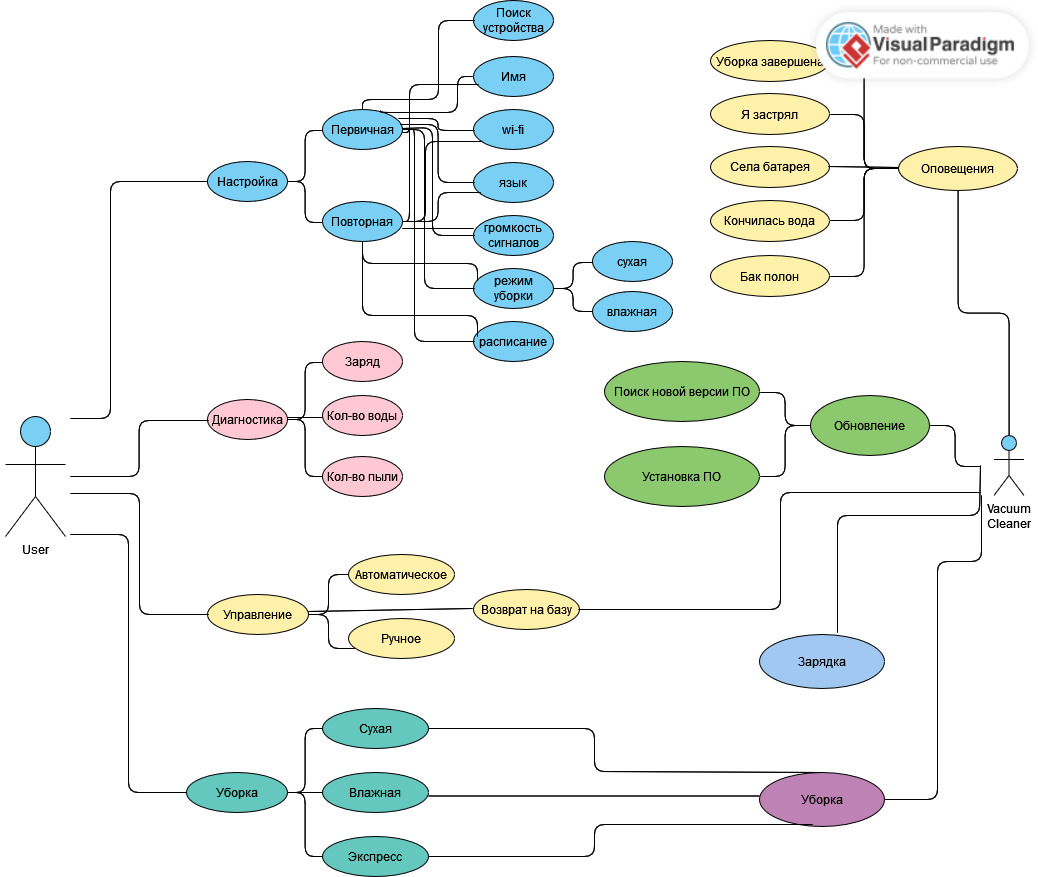 Поиск
устройства
Made with
Visual Paradigm
For non-commercial use
Уборка завершена
Имя
Я застрял
Первичная
wi-fi
Села батарея
Оповещения
Настройка
язык
Повторная
Кончилась вода
громкость
сигналов
сухая
Бак полон
режим
уборки
влажная
расписание
Заряд
Поиск новой версии ПО
Диагностика
Кол-во воды
Обновление
Кол-во пыли
Установка ПО
Vacuum
Cleaner
User
Автоматическое
Управление
Возврат на базу
Ручное
Зарядка
Сухая
Уборка
Влажная
Уборка
Экспресс